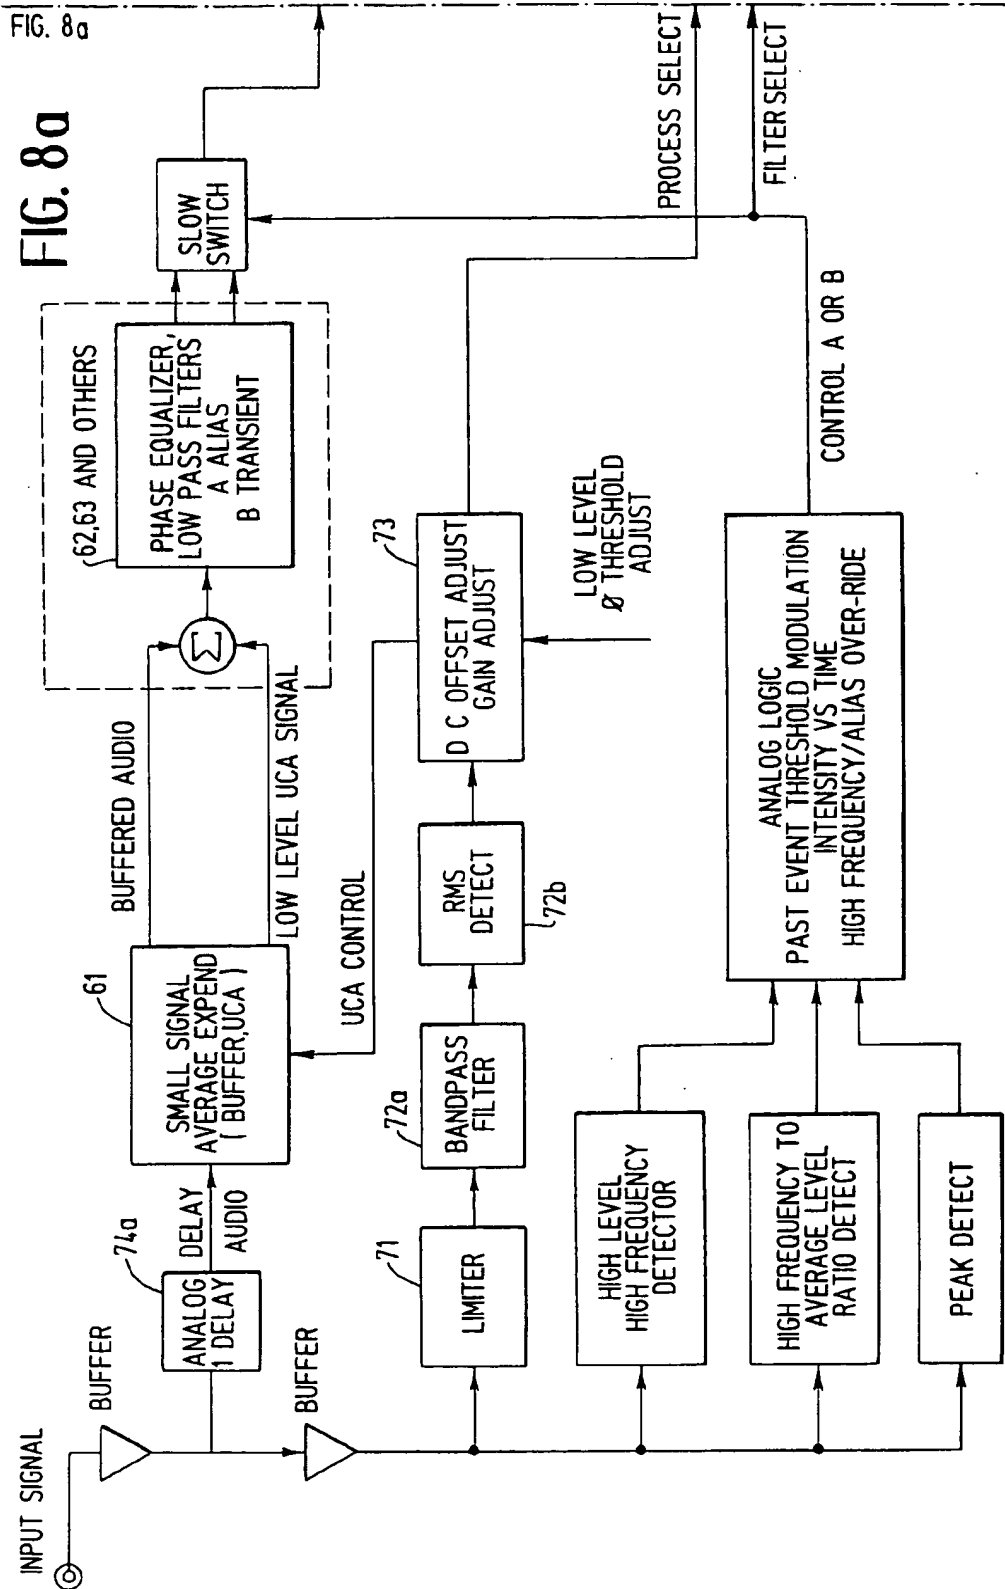 FIG. 8a
FIG. 8a
INPUT SIGNAL
BUFFER
BUFFER
74a
ANALOG
1 DELAY
DELAY
AUDIO
61
SMALL SIGNAL
AVERAGE EXPEND
( BUFFER,UCA )
BUFFERED AUDIO
LOW LEVEL UCA SIGNAL
Σ
62,63 AND OTHERS
PHASE EQUALIZER,
LOW PASS FILTERS
A ALIAS
B TRANSIENT
SLOW
SWITCH
UCA CONTROL
71
LIMITER
72a
BANDPASS
FILTER
RMS
DETECT
72b
73
D C OFFSET ADJUST
GAIN ADJUST
LOW LEVEL
Ø THRESHOLD
ADJUST
PROCESS SELECT
FILTER SELECT
HIGH LEVEL
HIGH FREQUENCY
DETECTOR
HIGH FREQUENCY TO
AVERAGE LEVEL
RATIO DETECT
PEAK DETECT
ANALOG LOGIC
PAST EVENT THRESHOLD MODULATION
INTENSITY VS TIME
HIGH FREQUENCY/ALIAS OVER-RIDE
CONTROL A OR B